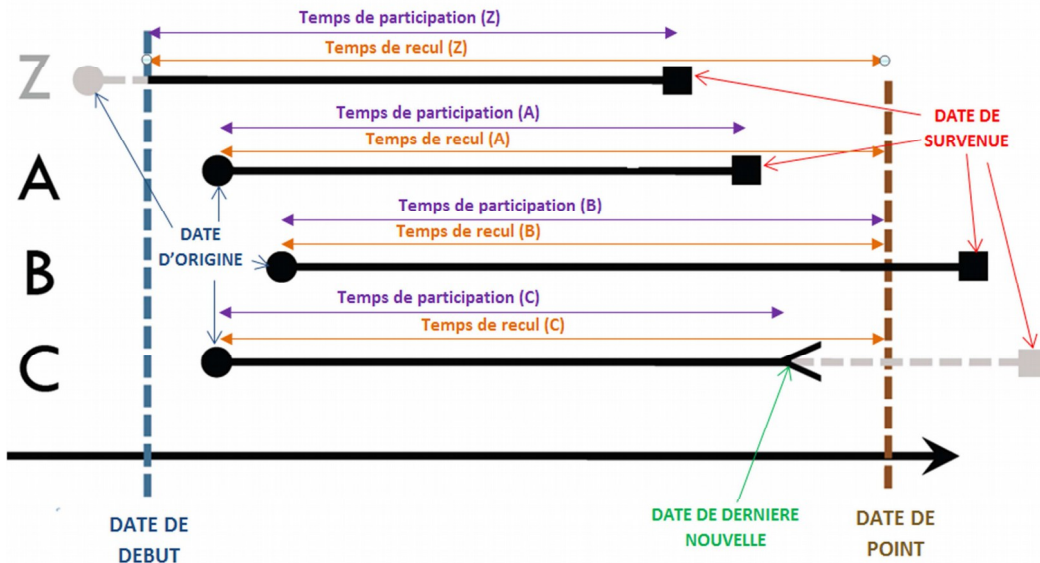 Temps de participation (Z)
Temps de recul (Z)
Z
Temps de participation (A)
Temps de recul (A)
A
DATE DE
SURVENUE
Temps de participation (B)
Temps de recul (B)
DATE
D'ORIGINE
B
Temps de participation (C)
Temps de recul (C)
C
DATE DE
DEBUT
DATE DE DERNIERE
NOUVELLE
DATE DE
POINT